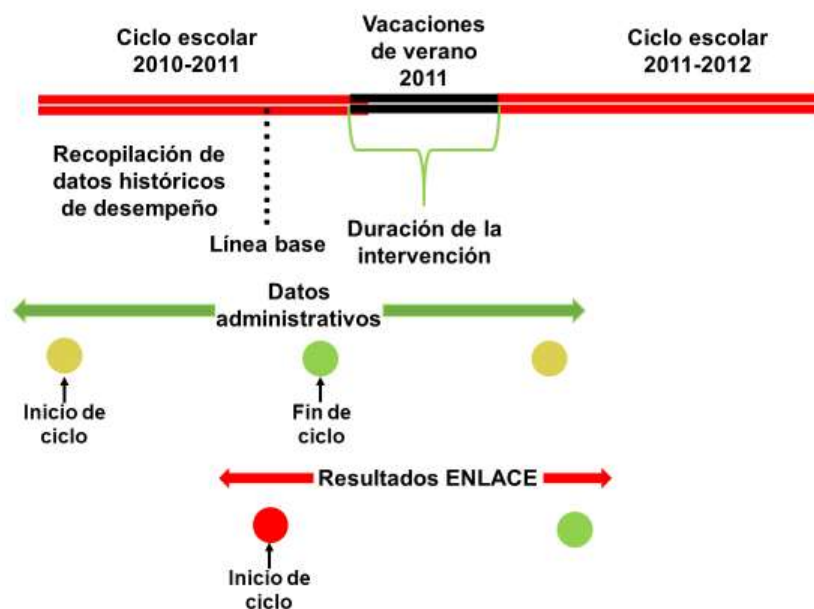 Ciclo escolar
2010-2011
Vacaciones
de verano
2011
Ciclo escolar
2011-2012
Recopilación de
datos históricos
de desempeño
Línea base
Duración de la
intervención
Datos
administrativos
Inicio de
ciclo
Fin de
ciclo
Resultados ENLACE
Inicio de
ciclo